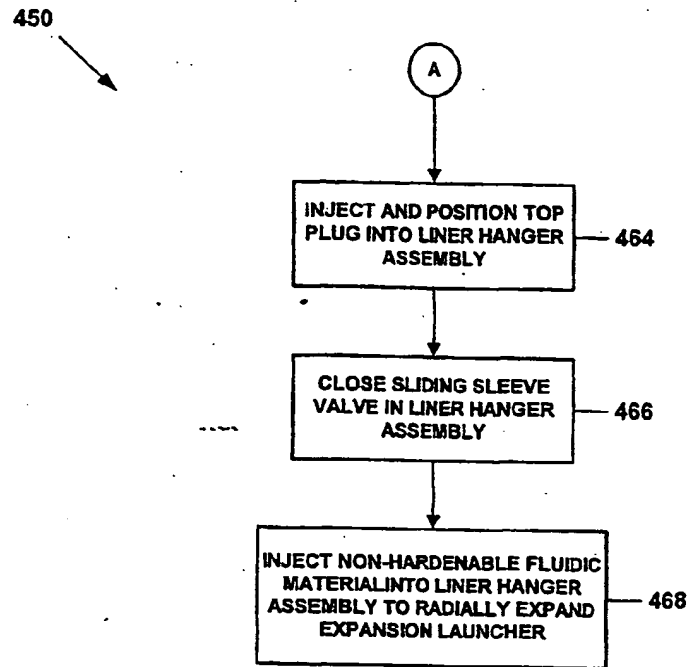 450
A
INJECT AND POSITION TOP
PLUG INTO LINER HANGER
ASSEMBLY
464
CLOSE SLIDING SLEEVE
VALVE IN LINER HANGER
ASSEMBLY
466
INJECT NON-HARDENABLE FLUIDIC
MATERIALINTO LINER HANGER
ASSEMBLY TO RADIALLY EXPAND
EXPANSION LAUNCHER
468